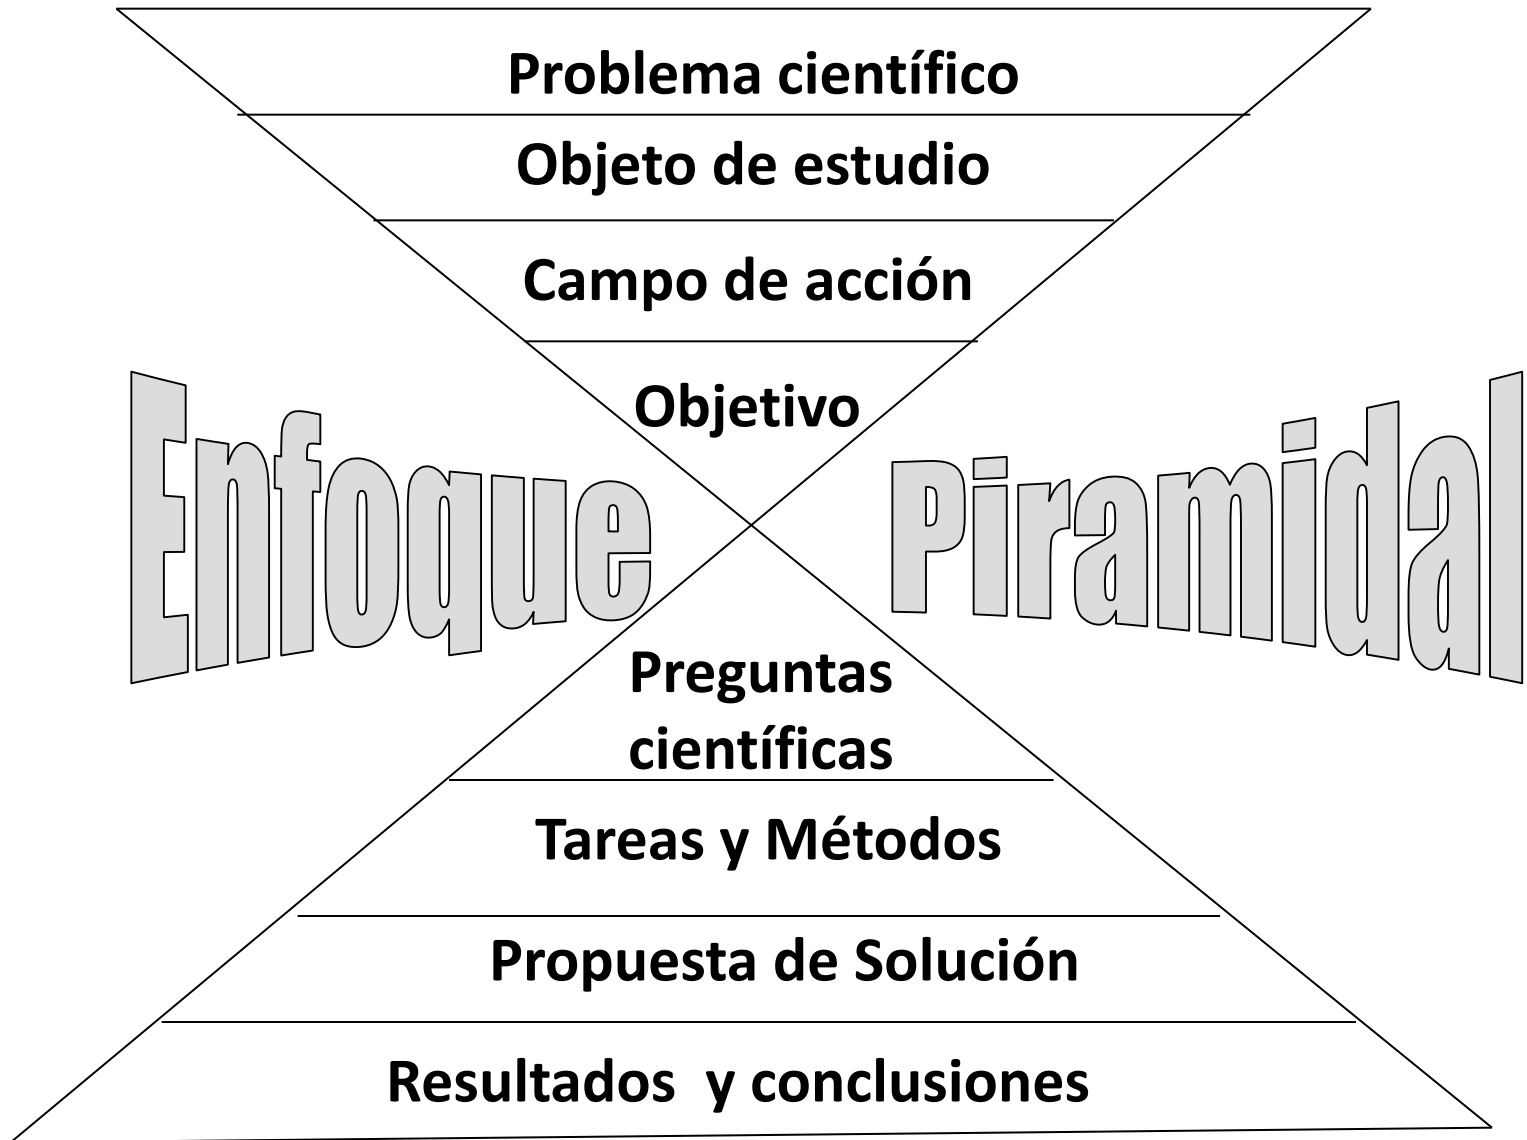 Problema científico
Objeto de estudio
Campo de acción
Objetivo
Enfoque
Piramidal
Preguntas
científicas
Tareas y Métodos
Propuesta de Solución
Resultados  y conclusiones